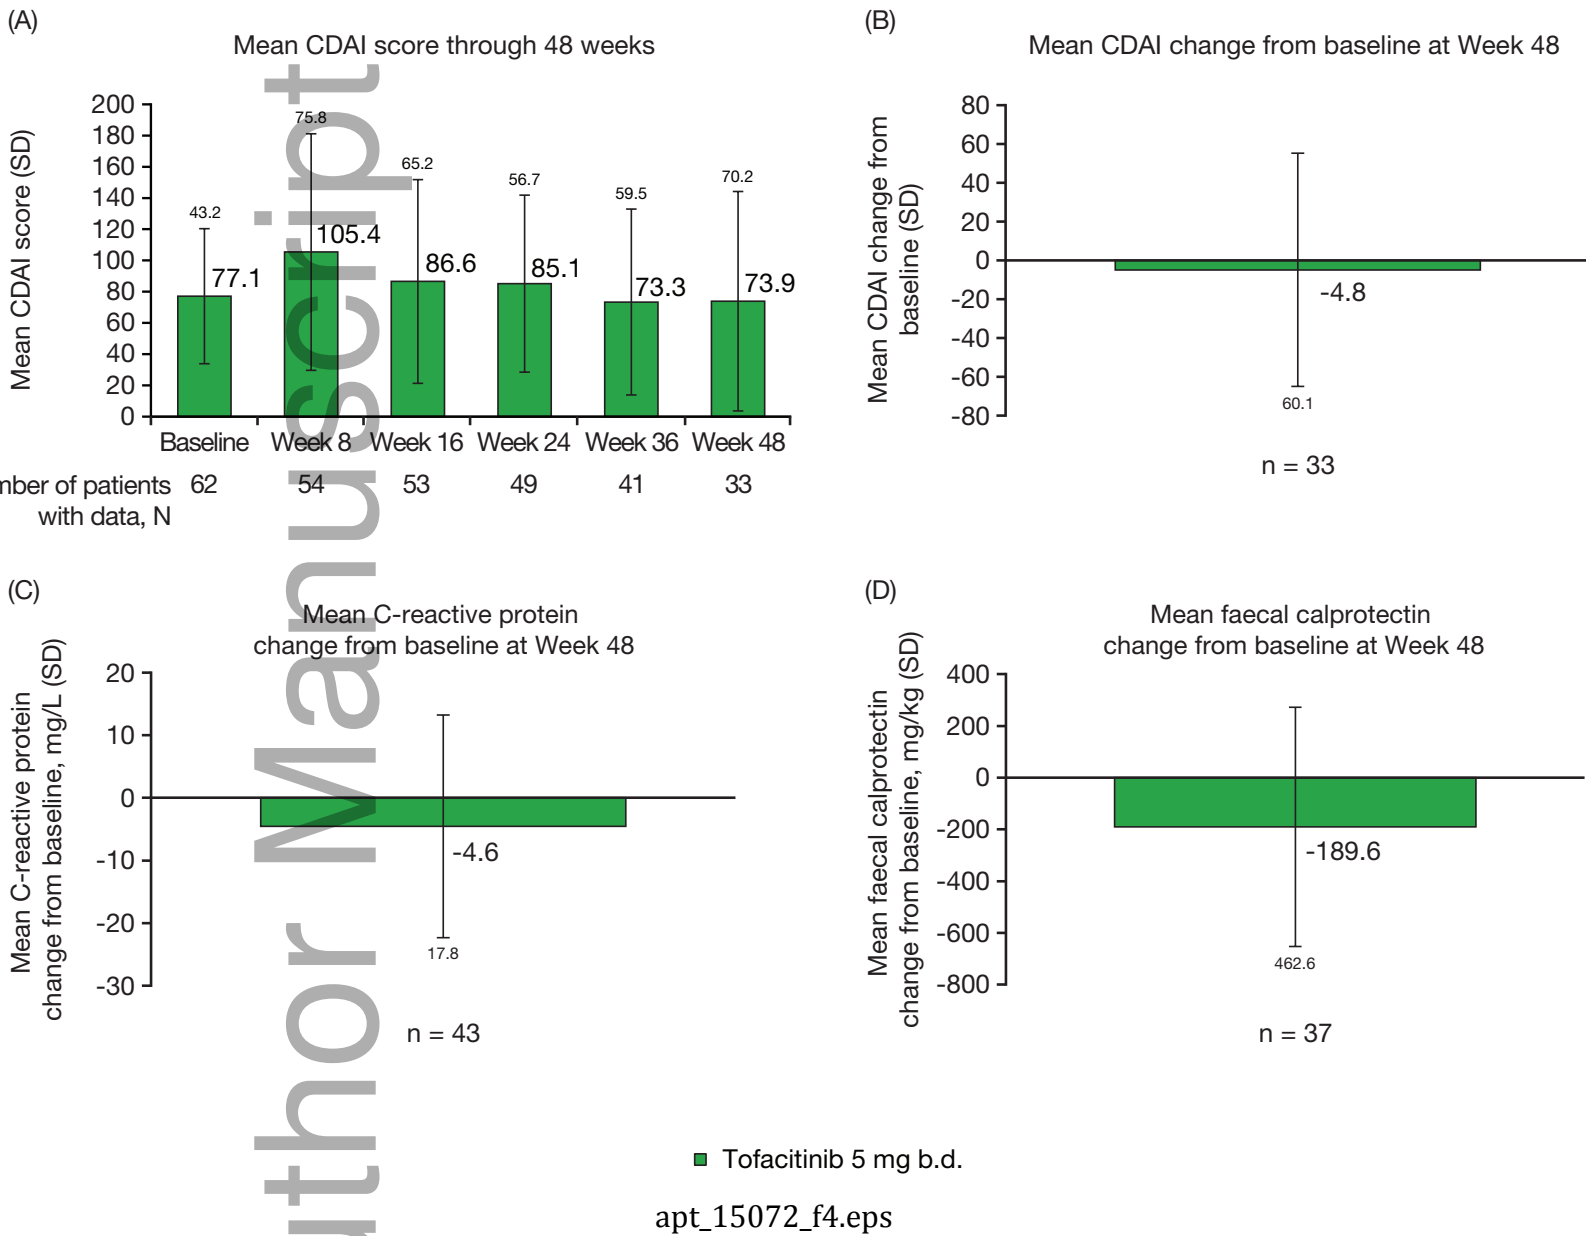 (A)
Mean CDAI score through 48 weeks
Mean CDAI score (SD)
200
180
160
140
120
100
80
60
40
20
0
43.2
77.1
75.8
105.4
65.2
86.6
56.7
85.1
59.5
73.3
70.2
73.9
Baseline Week 8 Week 16 Week 24 Week 36 Week 48
mber of patients
with data, N
62 54 53 49 41 33
(B)
Mean CDAI change from baseline at Week 48
Mean CDAI change from
baseline (SD)
80
60
40
20
0
-20
-40
-60
-80
-4.8
60.1
n = 33
(C)
Mean C-reactive protein
change from baseline at Week 48
Mean C-reactive protein
change from baseline, mg/L (SD)
20
10
0
-10
-20
-30
-4.6
17.8
n = 43
(D)
Mean faecal calprotectin
change from baseline at Week 48
Mean faecal calprotectin
change from baseline, mg/kg (SD)
400
200
0
-200
-400
-600
-800
-189.6
462.6
n = 37
Tofacitinib 5 mg b.d.
apt_15072_f4.eps
uthor Manuscript